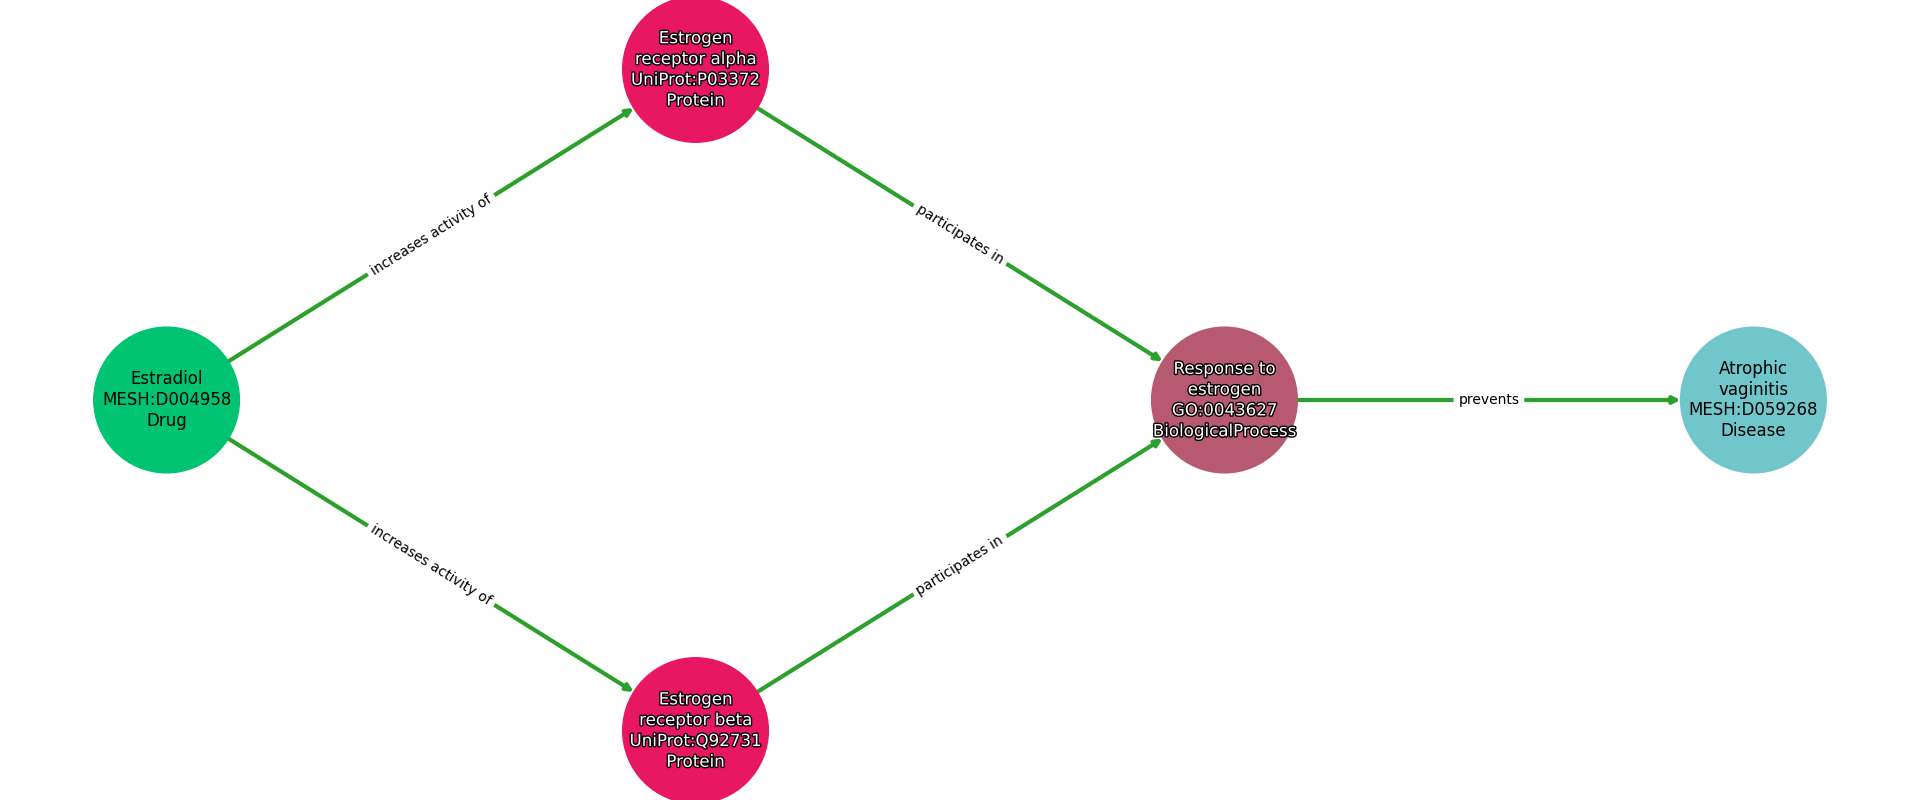 Estrogen
receptor alpha
UniProt:P03372
Protein
increases activity of
participates in
Estradiol
MESH:D004958
Drug
Response to
estrogen
GO:0043627
BiologicalProcess
prevents
Atrophic
vaginitis
MESH:D059268
Disease
increases activity of
participates in
Estrogen
receptor beta
UniProt:Q92731
Protein